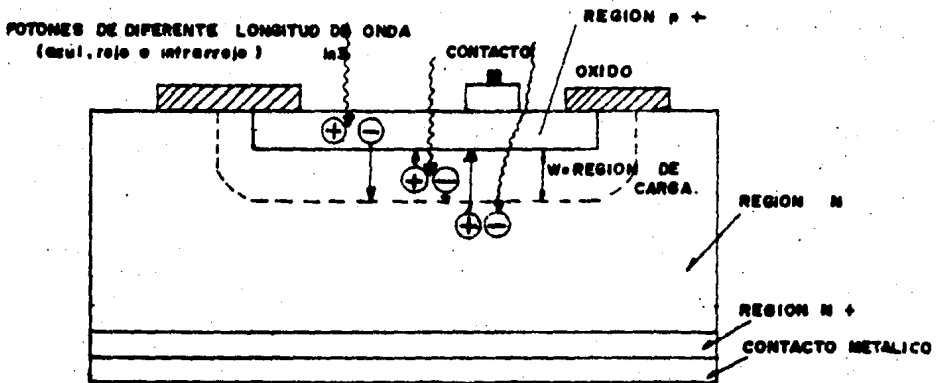 REGION p +
FOTONES DE DIFERENTE LONGITUD DE ONDA
(azul, rojo e infrarrojo)
CONTACTO
OXIDO
+ -
+ -
+ -
W=REGION DE
CARGA.
REGION N
REGION N +
CONTACTO METALICO